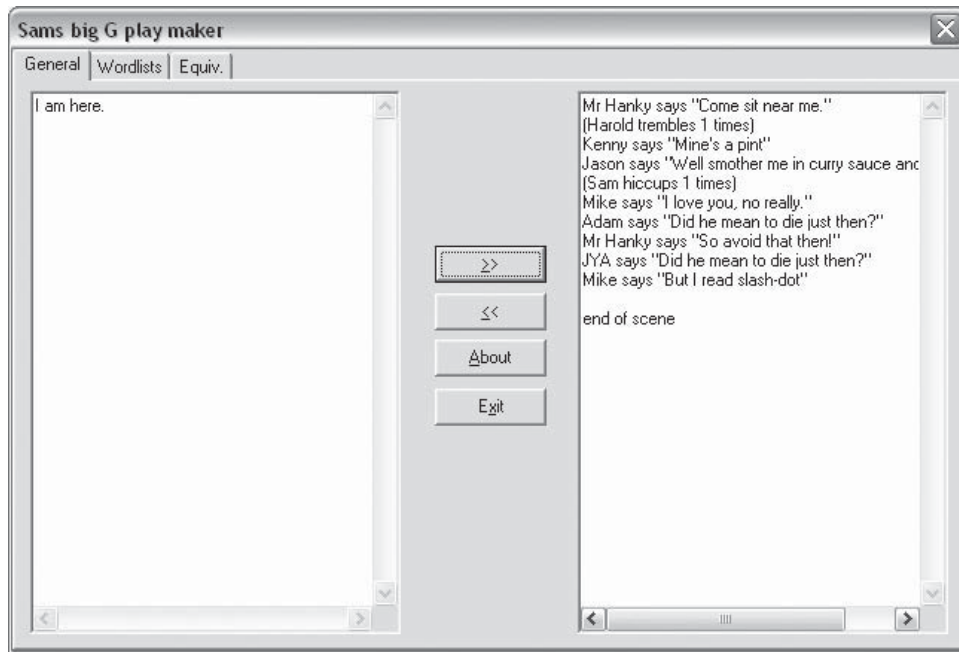 Sams big G play maker
General
Wordlists
Equiv.
I am here.
>>
<<
About
Exit
Mr Hanky says "Come sit near me."
(Harold trembles 1 times)
Kenny says "Mine's a pint"
Jason says "Well smother me in curry sauce and
(Sam hiccups 1 times)
Mike says "I love you, no really."
Adam says "Did he mean to die just then?"
Mr Hanky says "So avoid that then!"
JYA says "Did he mean to die just then?"
Mike says "But I read slash-dot"
end of scene